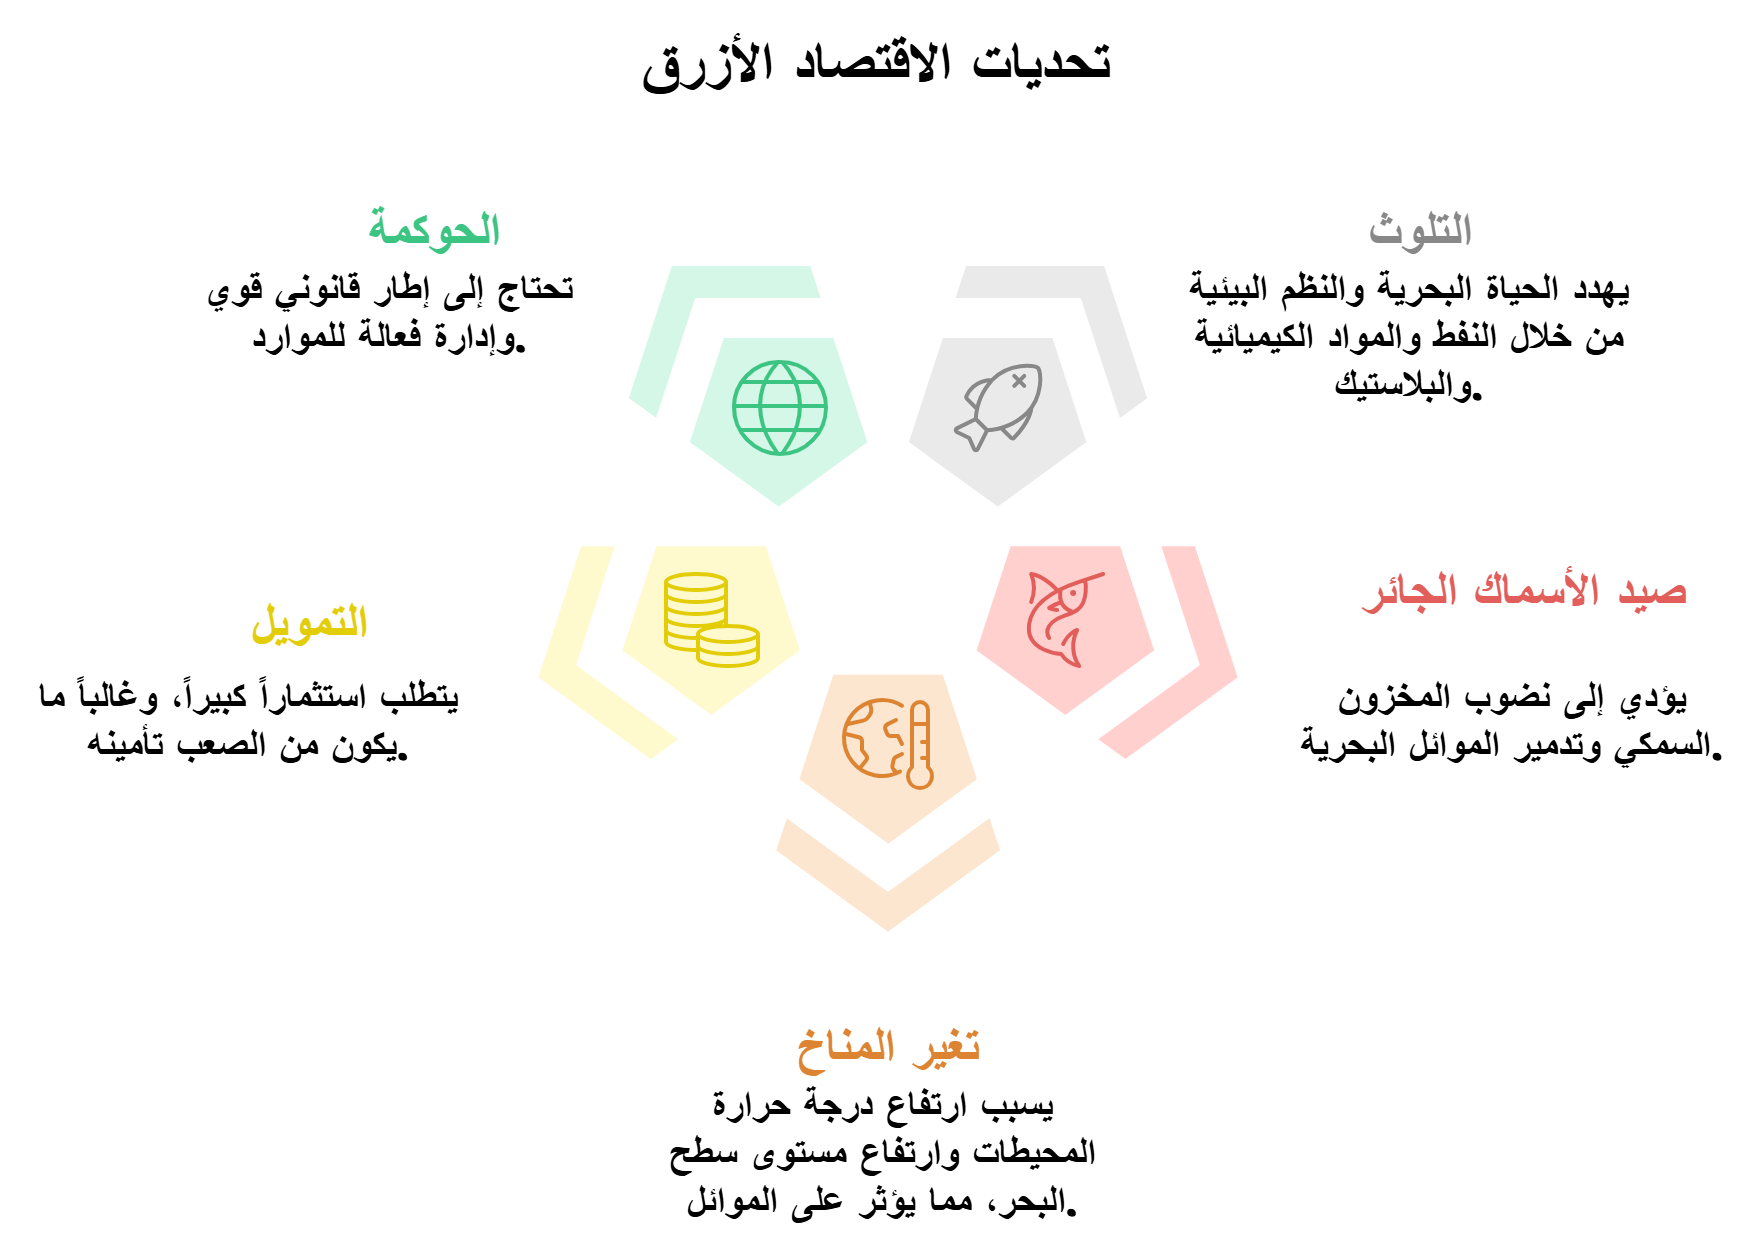 تحديات الاقتصاد الأزرق
التلوث
يهدد الحياة البحرية والنظم البيئية
من خلال النفط والمواد الكيميائية
والبلاستيك.
الحوكمة
تحتاج إلى إطار قانوني قوي
وإدارة فعالة للموارد.
صيد الأسماك الجائر
يؤدي إلى نضوب المخزون
السمكي وتدمير الموائل البحرية.
التمويل
يتطلب استثماراً كبيراً، وغالباً ما
يكون من الصعب تأمينه.
تغير المناخ
يسبب ارتفاع درجة حرارة
المحيطات وارتفاع مستوى سطح
البحر، مما يؤثر على الموائل.